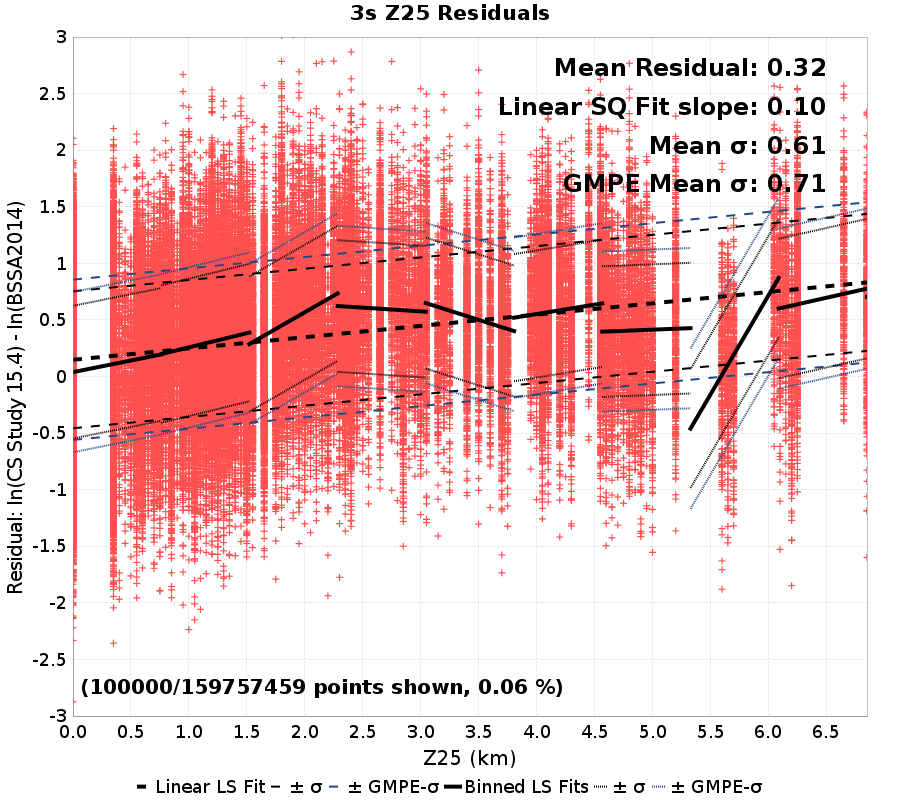 3s Z25 Residuals
Mean Residual: 0.32
Linear SQ Fit slope: 0.10
Mean σ: 0.61
GMPE Mean σ: 0.71
Residual: ln(CS Study 15.4) - ln(BSSA2014)
3
2.5
2
1.5
1
0.5
0
-0.5
-1
-1.5
-2
-2.5
-3
(100000/159757459 points shown, 0.06 %)
0.0 0.5 1.0 1.5 2.0 2.5 3.0 3.5 4.0 4.5 5.0 5.5 6.0 6.5
Z25 (km)
Linear LS Fit ± σ ± GMPE-σ Binned LS Fits ± σ ± GMPE-σ